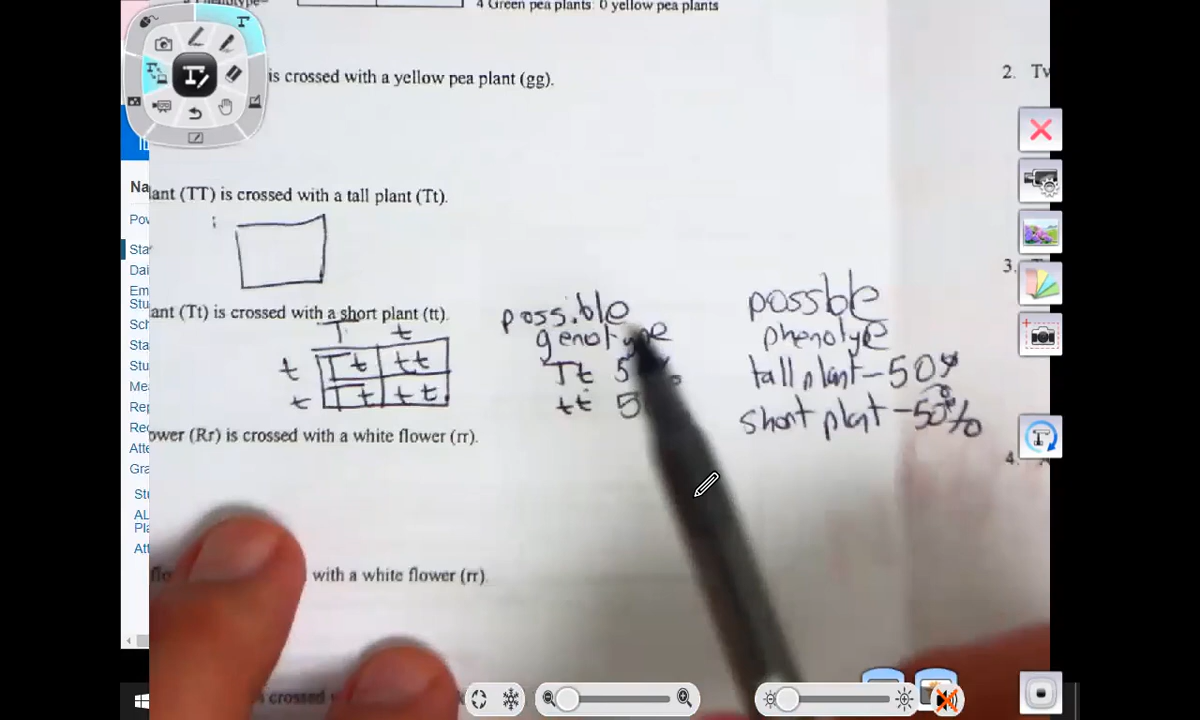 4 Green pea plants: 0 yellow pea plants
is crossed with a yellow pea plant (gg).
2. Tw
lant (TT) is crossed with a tall plant (Tt).
3.
lant (Tt) is crossed with a short plant (tt).
T t
t Tt tt
t Tt tt
possible
genotype
Tt 5
tt 5
possble
phenotye
tall plant - 50%
short plant - 50%
ower (Rr) is crossed with a white flower (rr).
4.
with a white flower (rr)
crossed
Na
Pov
Sta
Dai
Em
Stu
Sch
Stu
Me
Rep
Rec
Atte
Gra
Stu
AL
Pla
Att